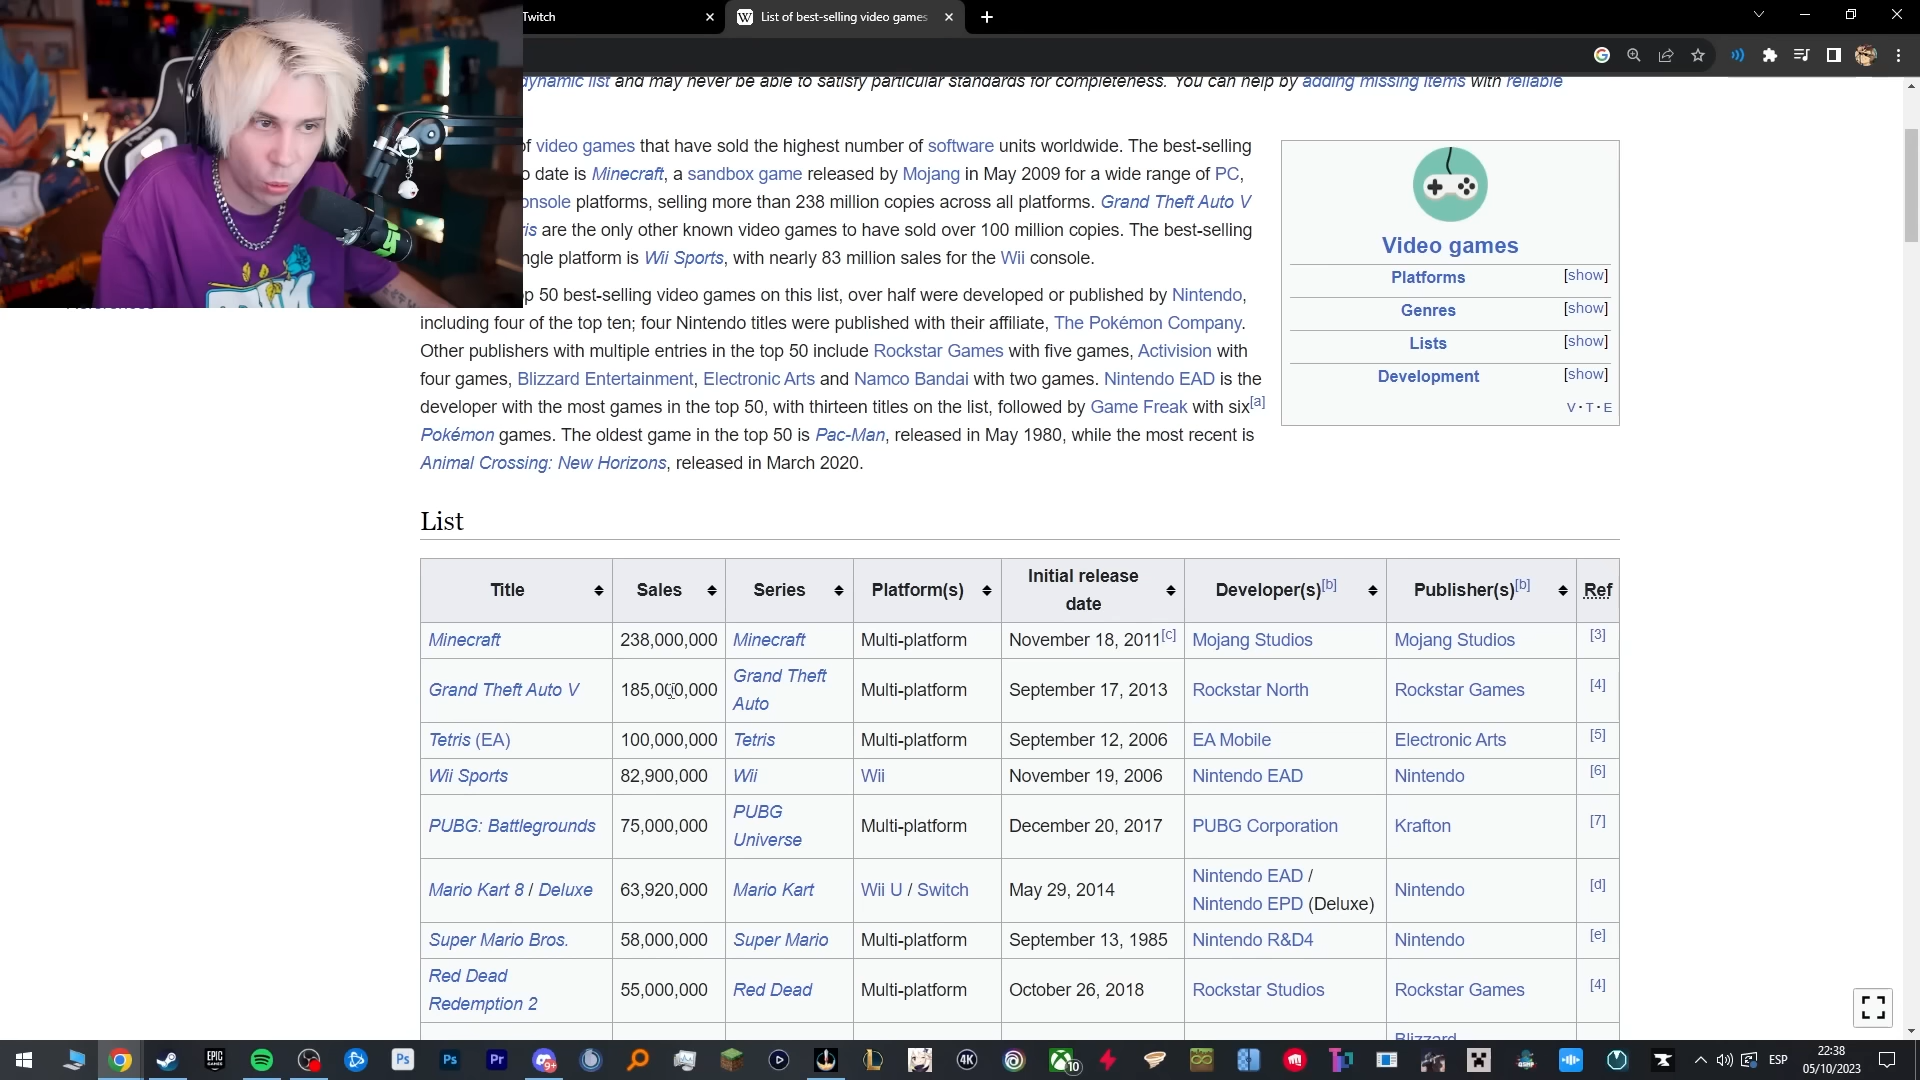 Twitch
List of best-selling video games
dynamic list and may never be able to satisfy particular standards for completeness. You can help by adding missing items with reliable
of video games that have sold the highest number of software units worldwide. The best-selling
o date is Minecraft, a sandbox game released by Mojang in May 2009 for a wide range of PC,
onsole platforms, selling more than 238 million copies across all platforms. Grand Theft Auto V
ris are the only other known video games to have sold over 100 million copies. The best-selling
ngle platform is Wii Sports, with nearly 83 million sales for the Wii console.
p 50 best-selling video games on this list, over half were developed or published by Nintendo,
including four of the top ten; four Nintendo titles were published with their affiliate, The Pokémon Company.
Other publishers with multiple entries in the top 50 include Rockstar Games with five games, Activision with
four games, Blizzard Entertainment, Electronic Arts and Namco Bandai with two games. Nintendo EAD is the
developer with the most games in the top 50, with thirteen titles on the list, followed by Game Freak with six[a]
Pokémon games. The oldest game in the top 50 is Pac-Man, released in May 1980, while the most recent is
Animal Crossing: New Horizons, released in March 2020.
Video games
Platforms [show]
Genres [show]
Lists [show]
Development [show]
V · T · E
List
Title Sales Series Platform(s) Initial release date Developer(s)[b] Publisher(s)[b] Ref
Minecraft 238,000,000 Minecraft Multi-platform November 18, 2011[c] Mojang Studios Mojang Studios [3]
Grand Theft Auto V 185,000,000 Grand Theft Auto Multi-platform September 17, 2013 Rockstar North Rockstar Games [4]
Tetris (EA) 100,000,000 Tetris Multi-platform September 12, 2006 EA Mobile Electronic Arts [5]
Wii Sports 82,900,000 Wii Wii November 19, 2006 Nintendo EAD Nintendo [6]
PUBG: Battlegrounds 75,000,000 PUBG Universe Multi-platform December 20, 2017 PUBG Corporation Krafton [7]
Mario Kart 8 / Deluxe 63,920,000 Mario Kart Wii U / Switch May 29, 2014 Nintendo EAD / Nintendo EPD (Deluxe) Nintendo [d]
Super Mario Bros. 58,000,000 Super Mario Multi-platform September 13, 1985 Nintendo R&D4 Nintendo [e]
Red Dead Redemption 2 55,000,000 Red Dead Multi-platform October 26, 2018 Rockstar Studios Rockstar Games [4]
Blizzard
EPIC GAMES
Ps
Ps
Pr
9+
4K
10
ESP
22:38
05/10/2023